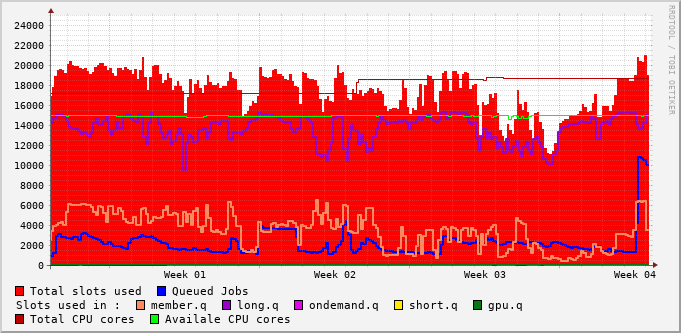 RRDTOOL / TOBI OETIKER
24000
22000
20000
18000
16000
14000
12000
10000
8000
6000
4000
2000
0
Week 01 Week 02 Week 03 Week 04
Total slots used Queued Jobs
Slots used in : member.q long.q ondemand.q short.q gpu.q
Total CPU cores Availale CPU cores